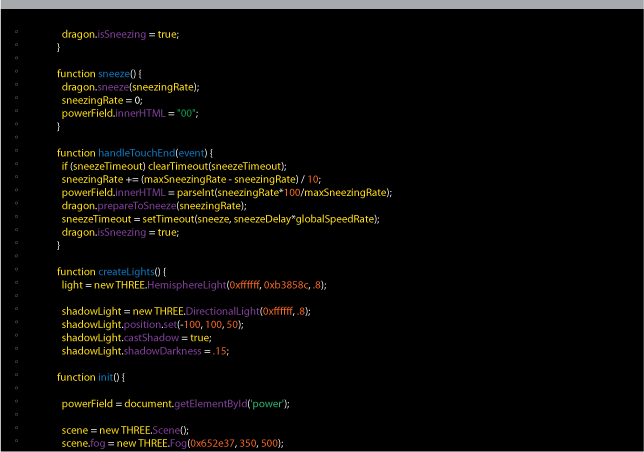 dragon.isSneezing = true;
}
function sneeze() {
dragon.sneeze(sneezingRate);
sneezingRate = 0;
powerField.innerHTML = "00";
}
function handleTouchEnd(event) {
if (sneezeTimeout) clearTimeout(sneezeTimeout);
sneezingRate += (maxSneezingRate - sneezingRate) / 10;
powerField.innerHTML = parseInt(sneezingRate*100/maxSneezingRate);
dragon.prepareToSneeze(sneezingRate);
sneezeTimeout = setTimeout(sneeze, sneezeDelay*globalSpeedRate);
dragon.isSneezing = true;
}
function createLights() {
light = new THREE.HemisphereLight(0xffffff, 0xb3858c, .8);
shadowLight = new THREE.DirectionalLight(0xffffff, .8);
shadowLight.position.set(-100, 100, 50);
shadowLight.castShadow = true;
shadowLight.shadowDarkness = .15;
function init() {
powerField = document.getElementById('power');
scene = new THREE.Scene();
scene.fog = new THREE.Fog(0x652e37, 350, 500);